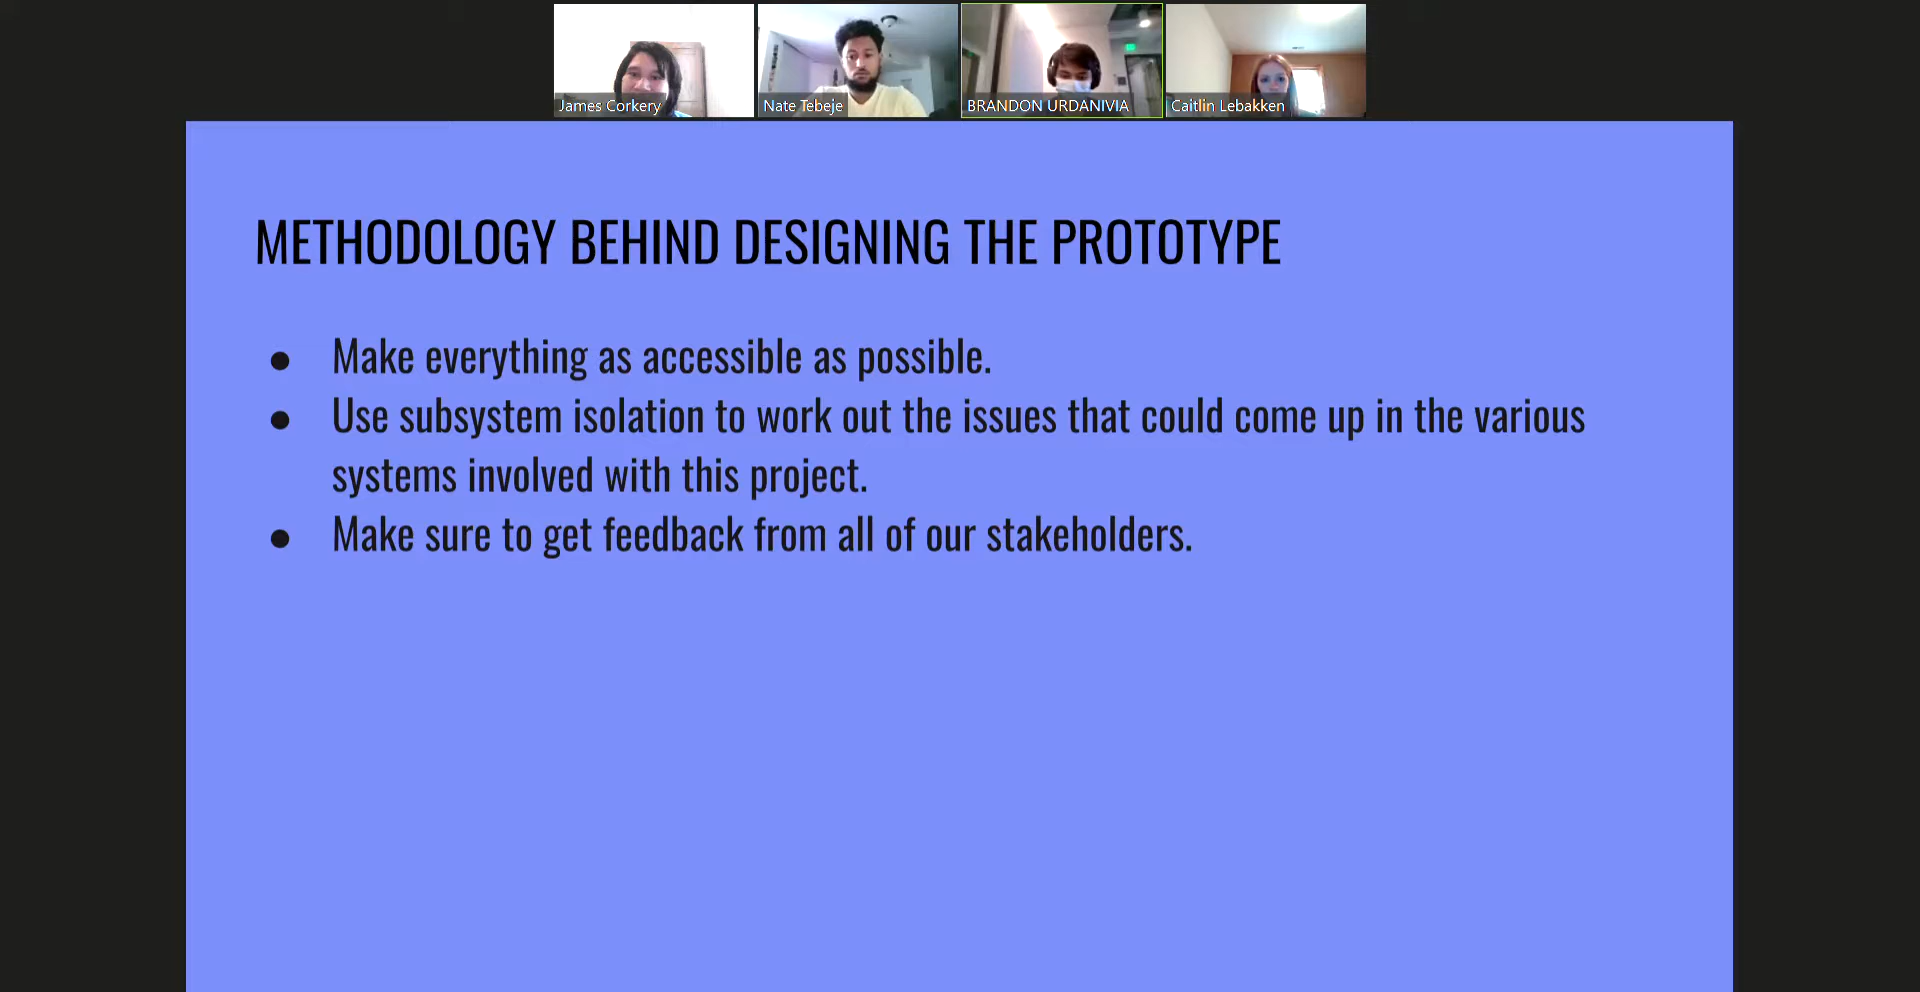 James Corkery
Nate Tebeje
BRANDON URDANIVIA
Caitlin Lebakken
METHODOLOGY BEHIND DESIGNING THE PROTOTYPE
● Make everything as accessible as possible.
● Use subsystem isolation to work out the issues that could come up in the various
systems involved with this project.
● Make sure to get feedback from all of our stakeholders.